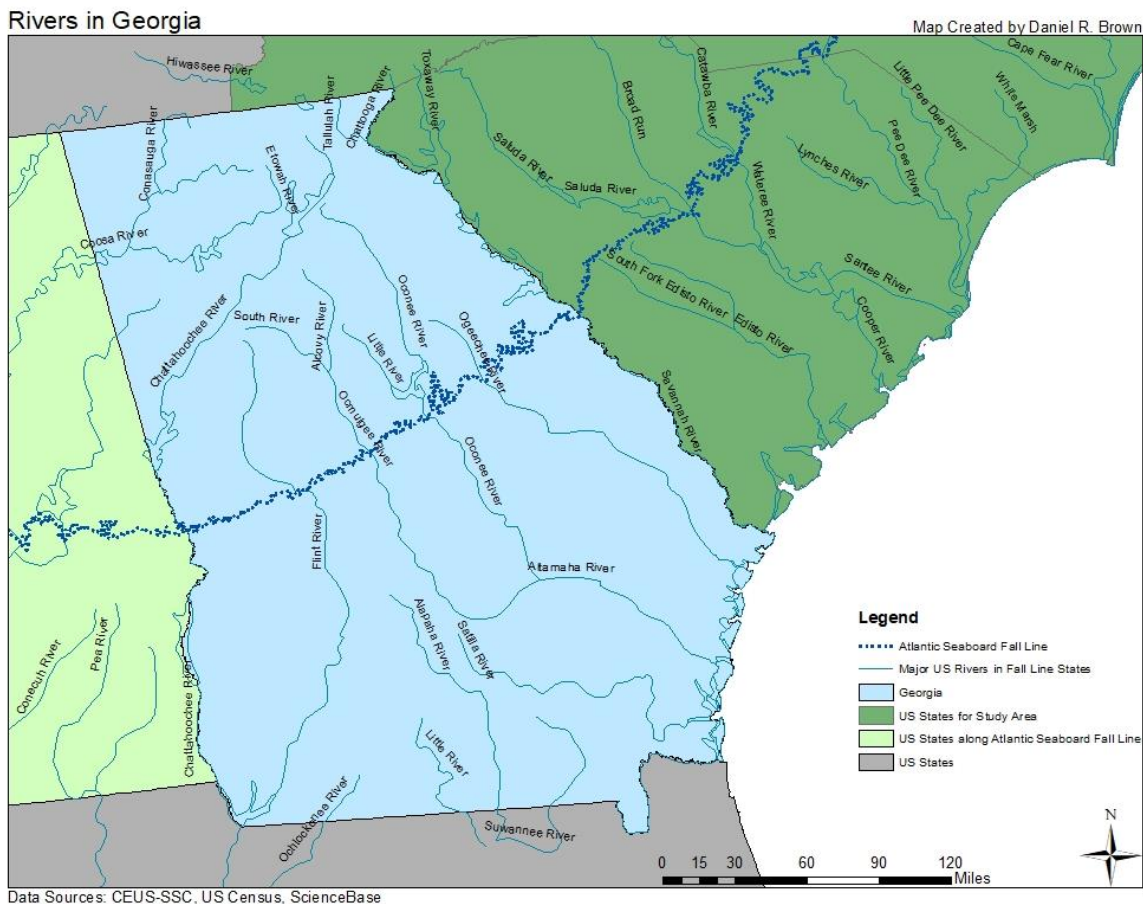 Rivers in Georgia
Map Created by Daniel R. Brown
Hiwassee River
Toxaway River
Catawba River
Cape Fear River
Little Pee Dee River
Broad Run
White Marsh
Conasauga River
Tallulah River
Chattooga River
Etowah River
Saluda River
Saluda River
Pee Dee River
Lynches River
Wateree River
Coosa River
Santee River
South Fork Edisto River
Edisto River
Cooper River
Chattahoochee River
South River
Alcovy River
Oconee River
Little River
Ogeechee River
Savannah River
Ocmulgee River
Oconee River
Flint River
Altamaha River
Alapaha River
Satilla River
Conecuh River
Pea River
Chattahoochee River
Little River
Ochlockonee River
Suwannee River
Legend
Atlantic Seaboard Fall Line
Major US Rivers in Fall Line States
Georgia
US States for Study Area
US States along Atlantic Seaboard Fall Line
US States
N
0 15 30 60 90 120
Miles
Data Sources: CEUS-SSC, US Census, ScienceBase